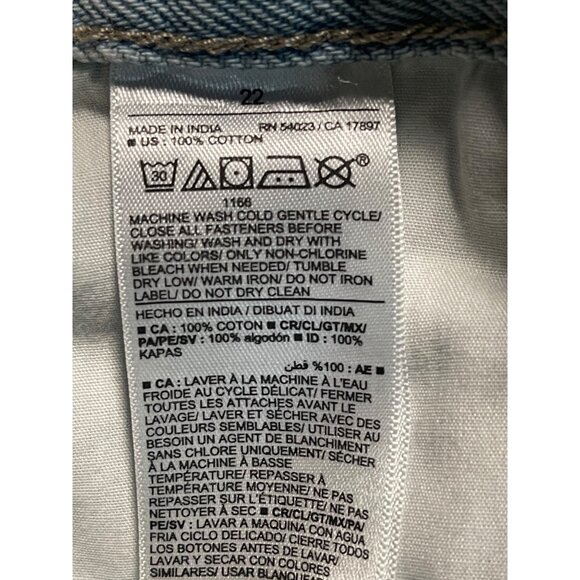 22
MADE IN INDIA RN 54023 / CA 17897
■ US : 100% COTTON
30 ®
1166
MACHINE WASH COLD GENTLE CYCLE/
CLOSE ALL FASTENERS BEFORE
WASHING/ WASH AND DRY WITH
LIKE COLORS/ ONLY NON-CHLORINE
BLEACH WHEN NEEDED/ TUMBLE
DRY LOW/ WARM IRON/ DO NOT IRON
LABEL/ DO NOT DRY CLEAN
HECHO EN INDIA / DIBUAT DI INDIA
■ CA : 100% COTON ■ CR/CL/GT/MX/
PA/PE/SV: 100% algodón ■ ID : 100%
KAPAS
■ AE : 100% قطن
■ CA : LAVER À LA MACHINE À L'EAU
FROIDE AU CYCLE DÉLICAT/ FERMER
TOUTES LES ATTACHES AVANT LE
LAVAGE/ LAVER ET SÉCHER AVEC DES
COULEURS SEMBLABLES/ UTILISER AU
BESOIN UN AGENT DE BLANCHIMENT
SANS CHLORE UNIQUEMENT/ SÉCHER
À LA MACHINE À BASSE
TEMPÉRATURE/ REPASSER À
TEMPÉRATURE MOYENNE/ NE PAS
REPASSER SUR L'ÉTIQUETTE/ NE PAS
NETTOYER À SEC ■ CR/CL/GT/MX/PA/
PE/SV : LAVAR A MAQUINA CON AGUA
FRIA CICLO DELICADO/ CIERRE TODOS
LOS BOTONES ANTES DE LAVAR/
LAVAR Y SECAR CON COLORES
SIMILARES/ USAR BLANQUEA